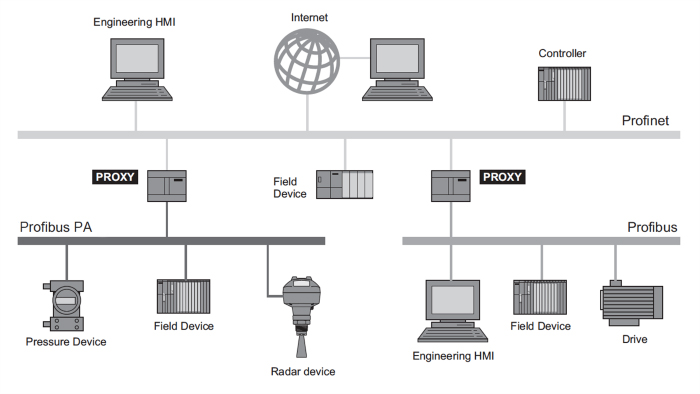 Internet
Engineering HMI
Controller
Profinet
PROXY
Field
Device
PROXY
Profibus PA
Profibus
Pressure Device
Field Device
Radar device
Engineering HMI
Field Device
Drive